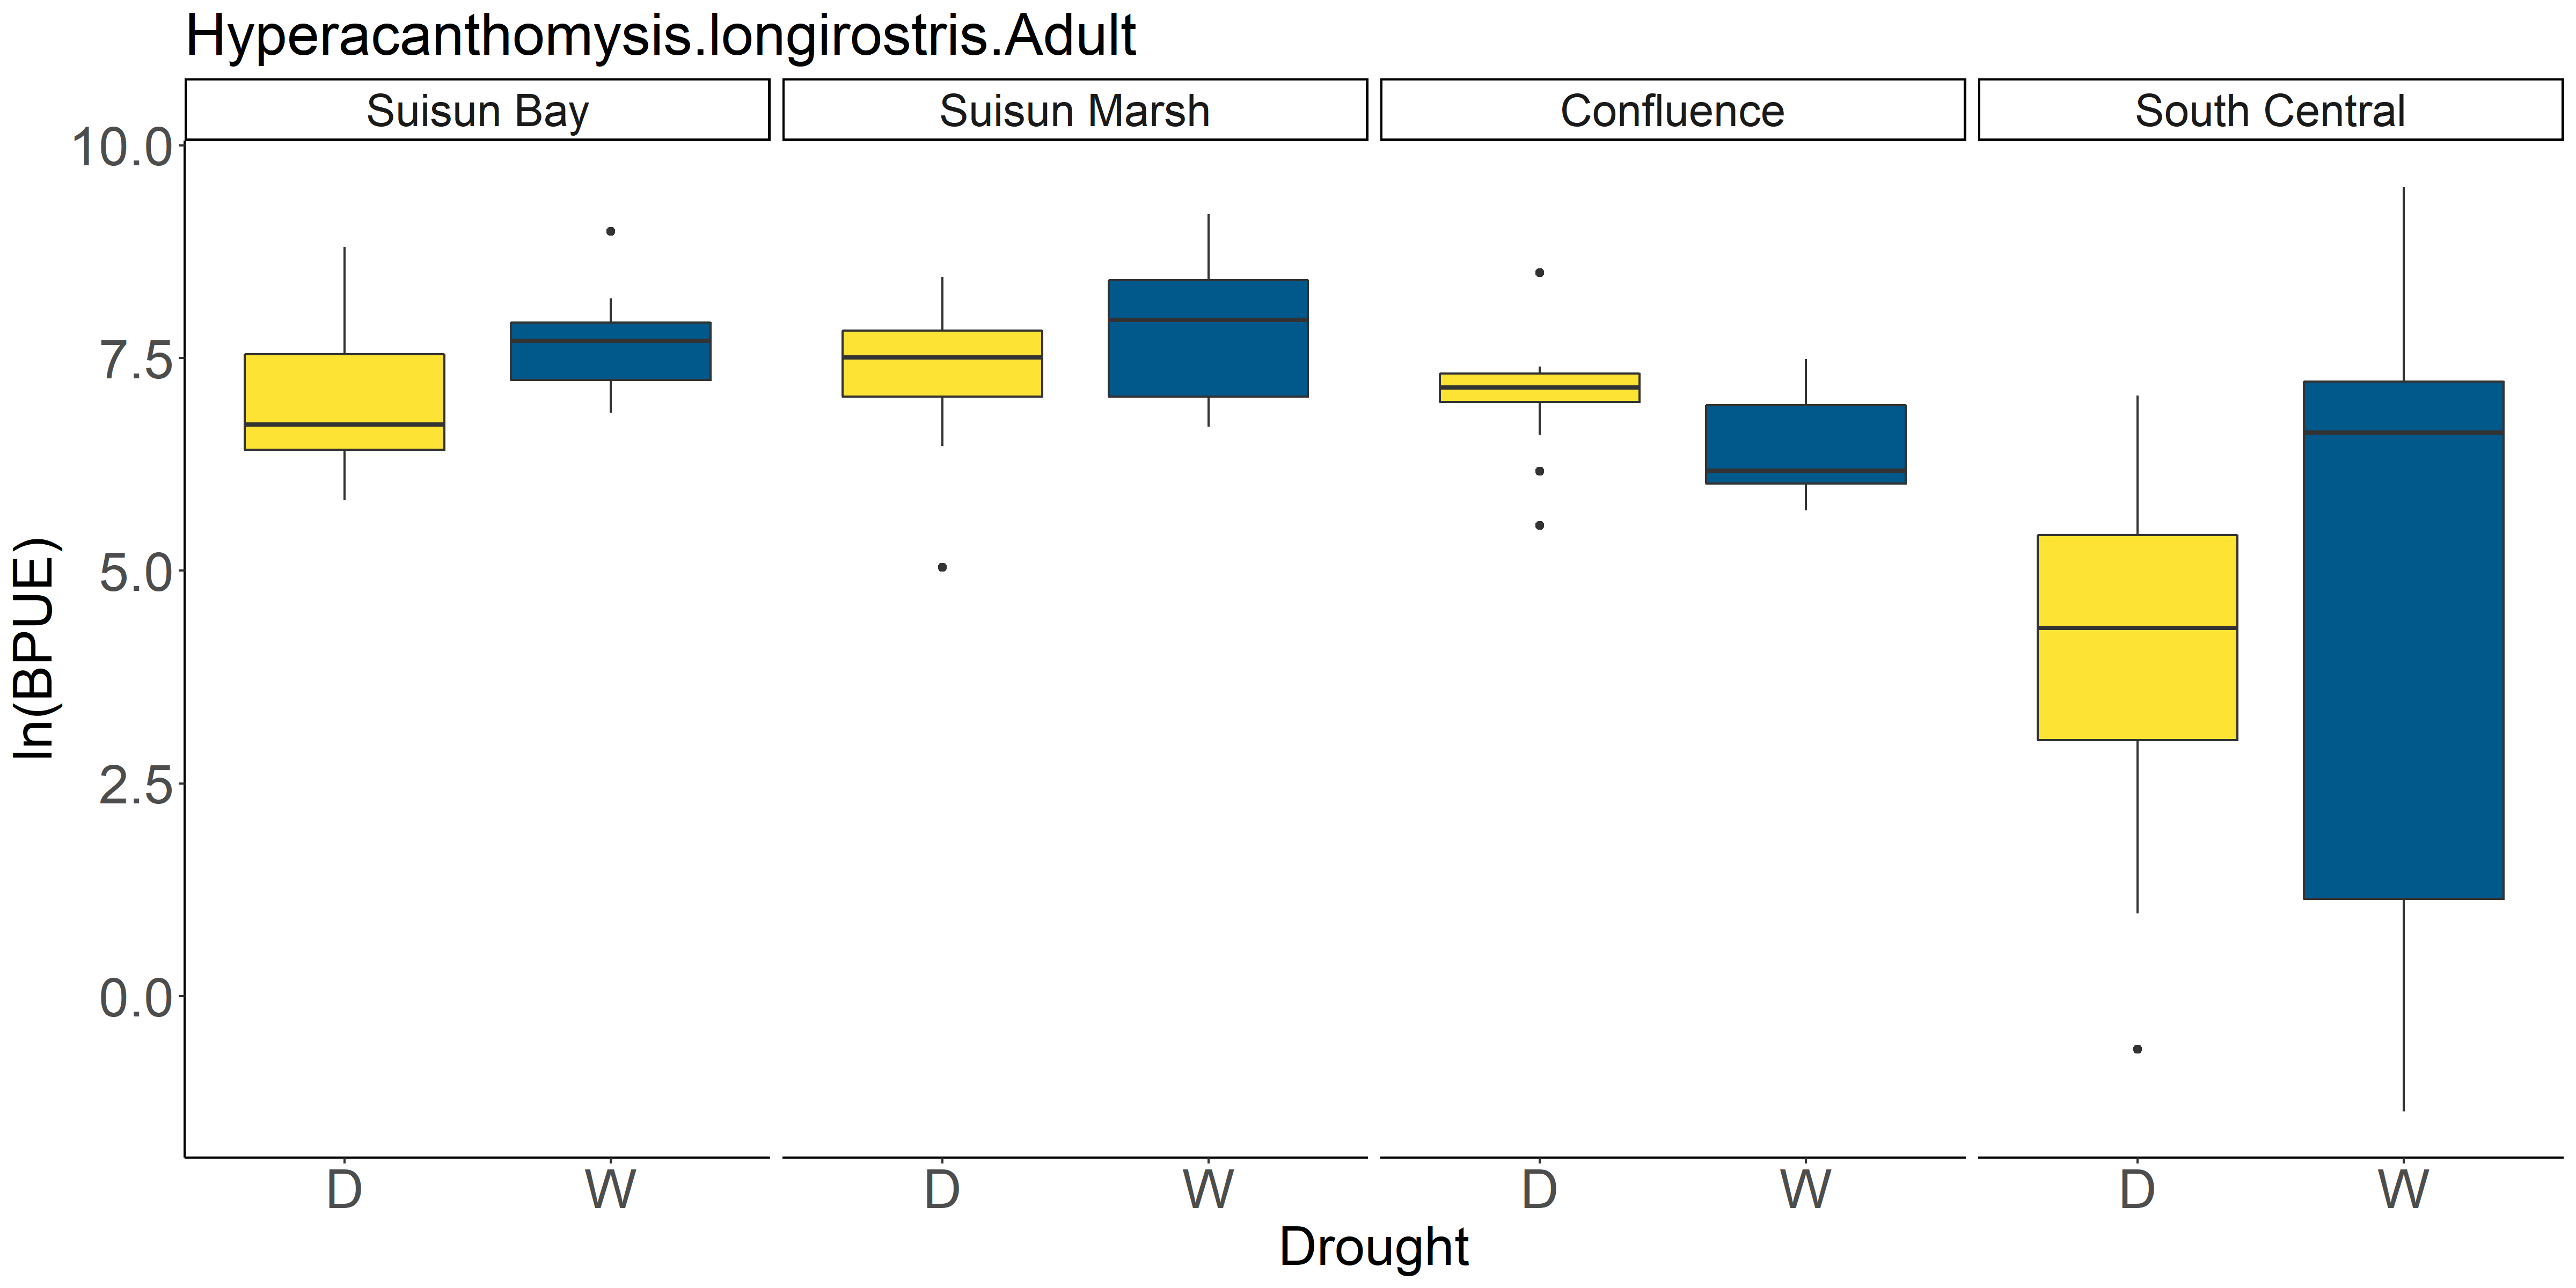 Hyperacanthomysis.longirostris.Adult
Suisun Bay
Suisun Marsh
Confluence
South Central
10.0
7.5
5.0
2.5
0.0
ln(BPUE)
D
W
D
W
D
W
D
W
Drought